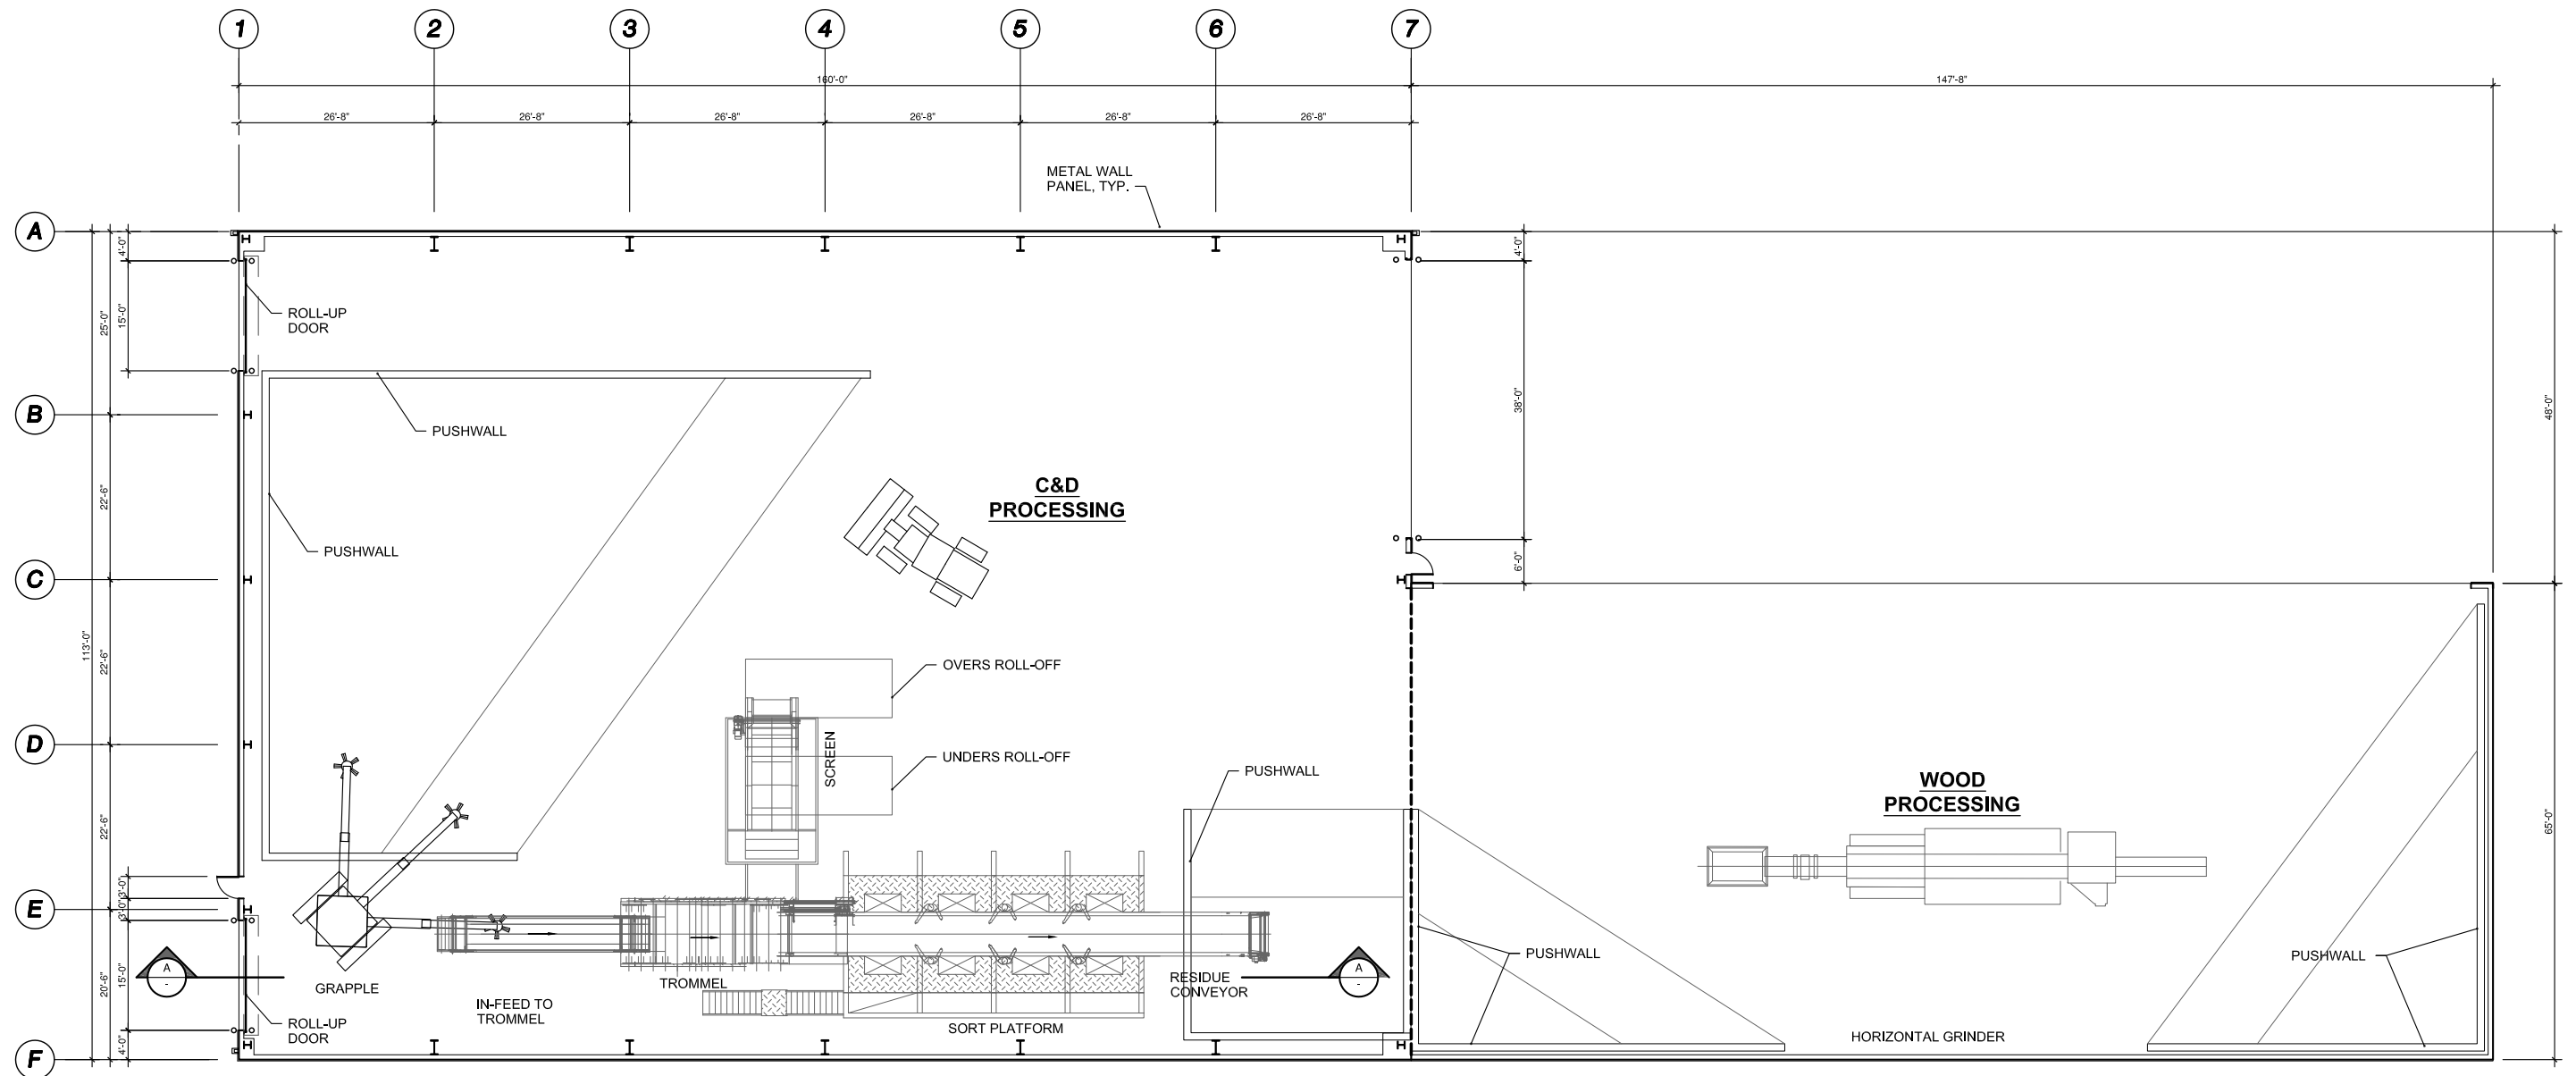 1 2 3 4 5 6 7
160'-0" 147'-8"
26'-8" 26'-8" 26'-8" 26'-8" 26'-8" 26'-8"
METAL WALL
PANEL, TYP.
A
B
C
D
E
F
113'-0"
25'-0"
22'-6"
22'-6"
22'-6"
20'-6"
4'-0"
15'-0"
3'-0"
3'-0"
15'-0"
4'-0"
4'-0"
38'-0"
6'-0"
48'-0"
65'-0"
ROLL-UP
DOOR
PUSHWALL
PUSHWALL
C&D
PROCESSING
OVERS ROLL-OFF
SCREEN
UNDERS ROLL-OFF
PUSHWALL
WOOD
PROCESSING
PUSHWALL
PUSHWALL
A
-
A
-
GRAPPLE
TROMMEL
RESIDUE
CONVEYOR
IN-FEED TO
TROMMEL
ROLL-UP
DOOR
SORT PLATFORM
HORIZONTAL GRINDER